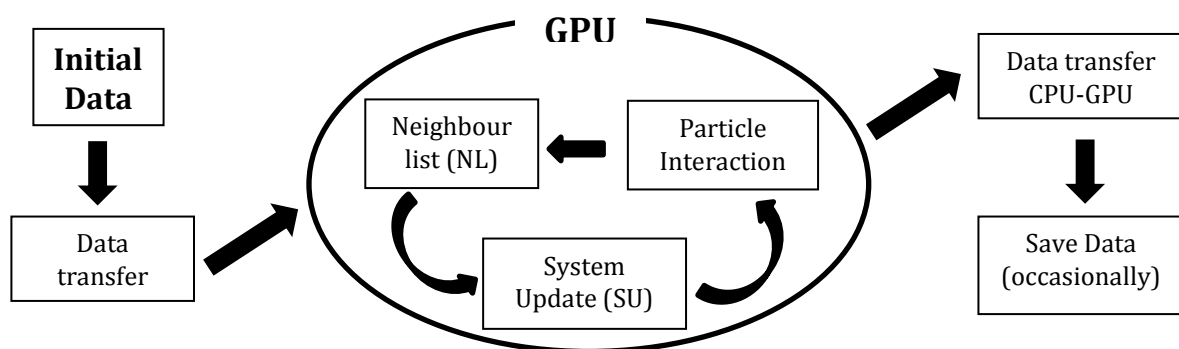 GPU
Initial
Data
Data
transfer
Neighbour
list (NL)
Particle
Interaction
System
Update (SU)
Data transfer
CPU-GPU
Save Data
(occasionally)